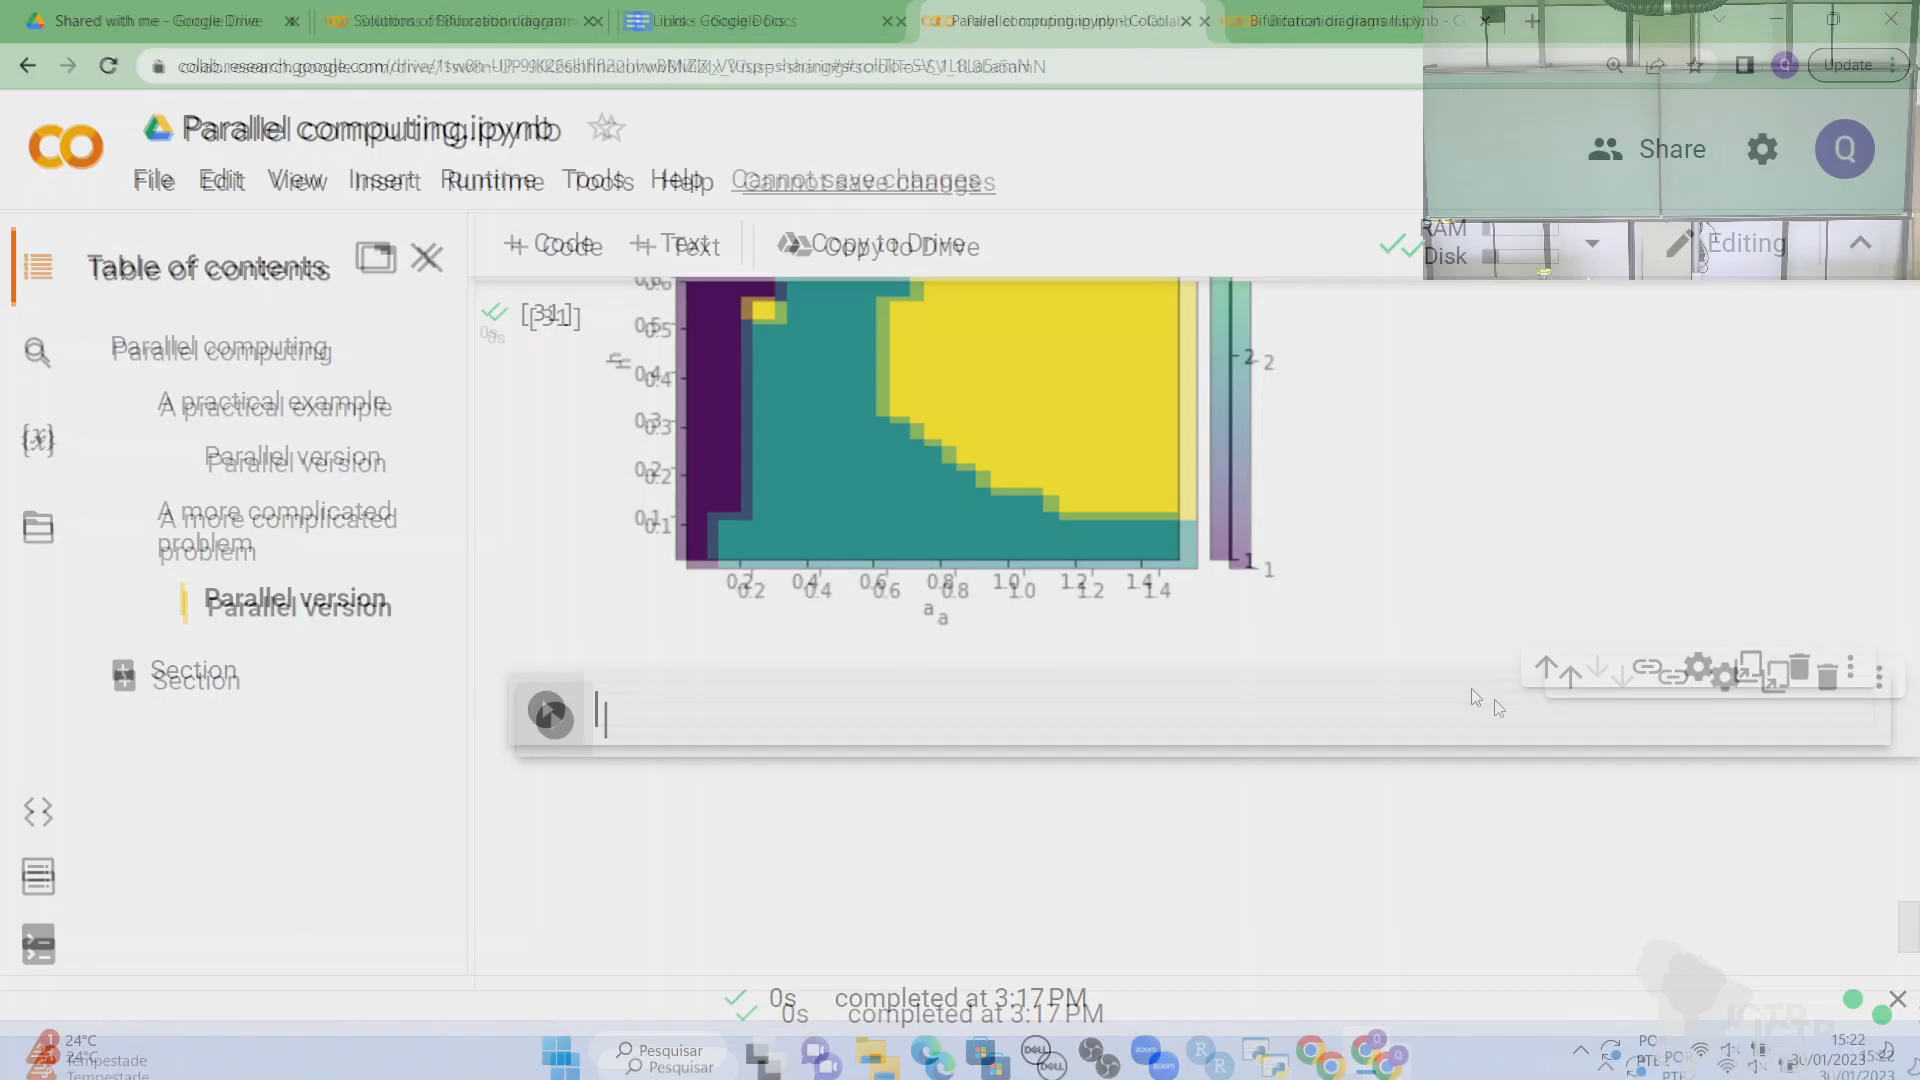 Shared with me - Google Drive
Solutions of Bifurcation diagram
Links - Google Docs
Parallel computing.ipynb - Colab
Bifurcation diagrams II.ipynb - Co
Update
Parallel computing.ipynb
File Edit View Insert Runtime Tools Help Cannot save changes
Share
Q
Table of contents
+ Code + Text Copy to Drive
RAM
Disk
Editing
Parallel computing
A practical example
Parallel version
A more complicated
problem
Parallel version
Section
[31]
0s
0.6
0.5
0.4
0.3
0.2
0.1
h
0.2 0.4 0.6 0.8 1.0 1.2 1.4
a
2
1
0s completed at 3:17 PM
24°C
Tempestade
Pesquisar
15:22
30/01/2023
ICTP